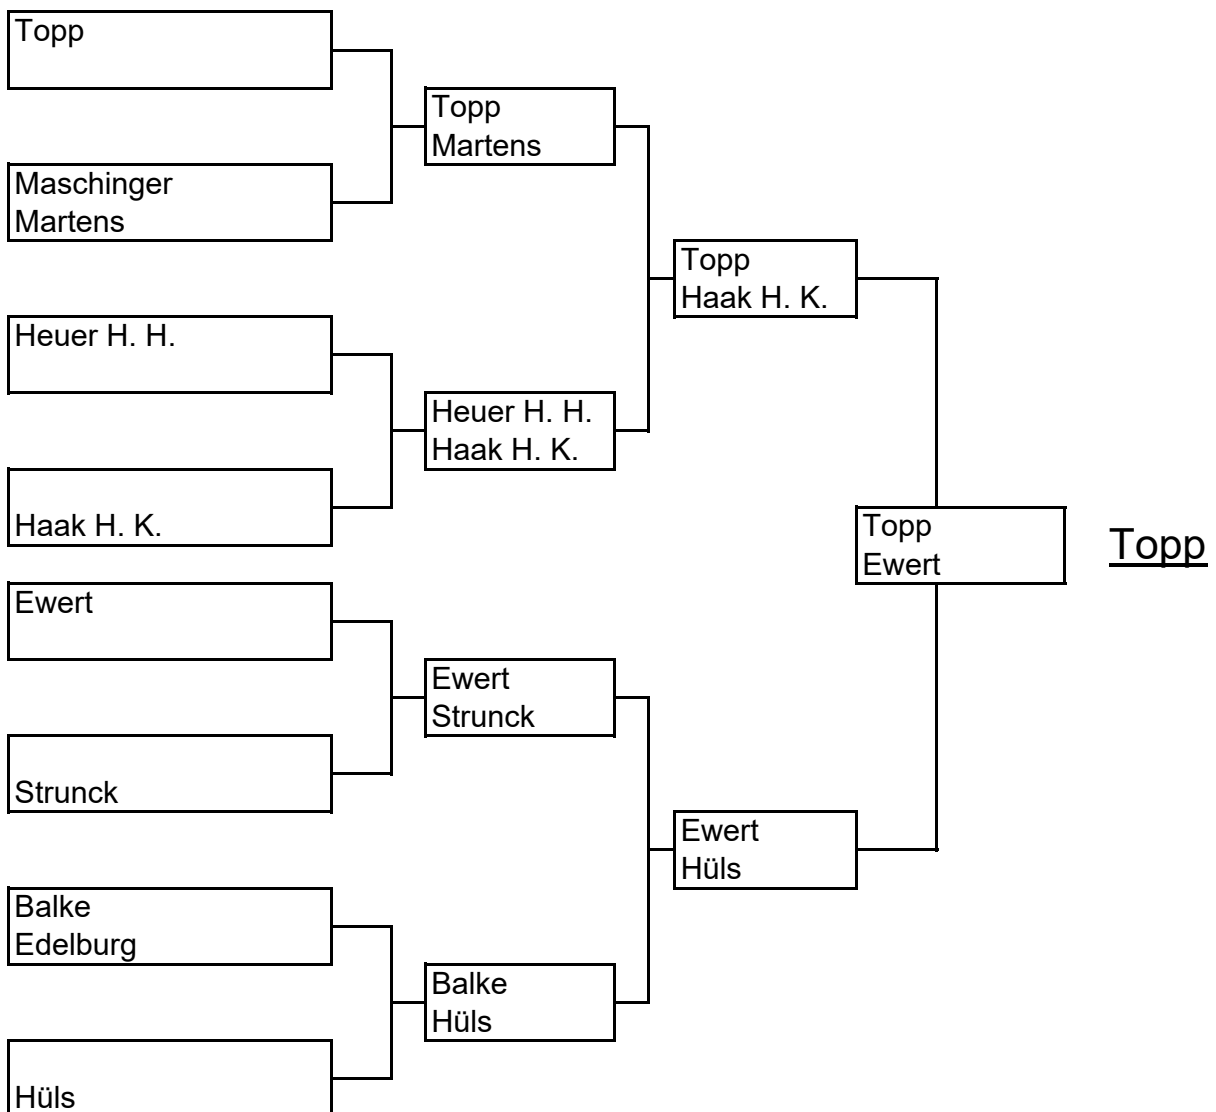 Topp
Topp
Martens
Maschinger
Martens
Topp
Haak H. K.
Heuer H. H.
Heuer H. H.
Haak H. K.
Haak H. K.
Topp
Ewert
Topp
Ewert
Ewert
Strunck
Strunck
Ewert
Hüls
Balke
Edelburg
Balke
Hüls
Hüls